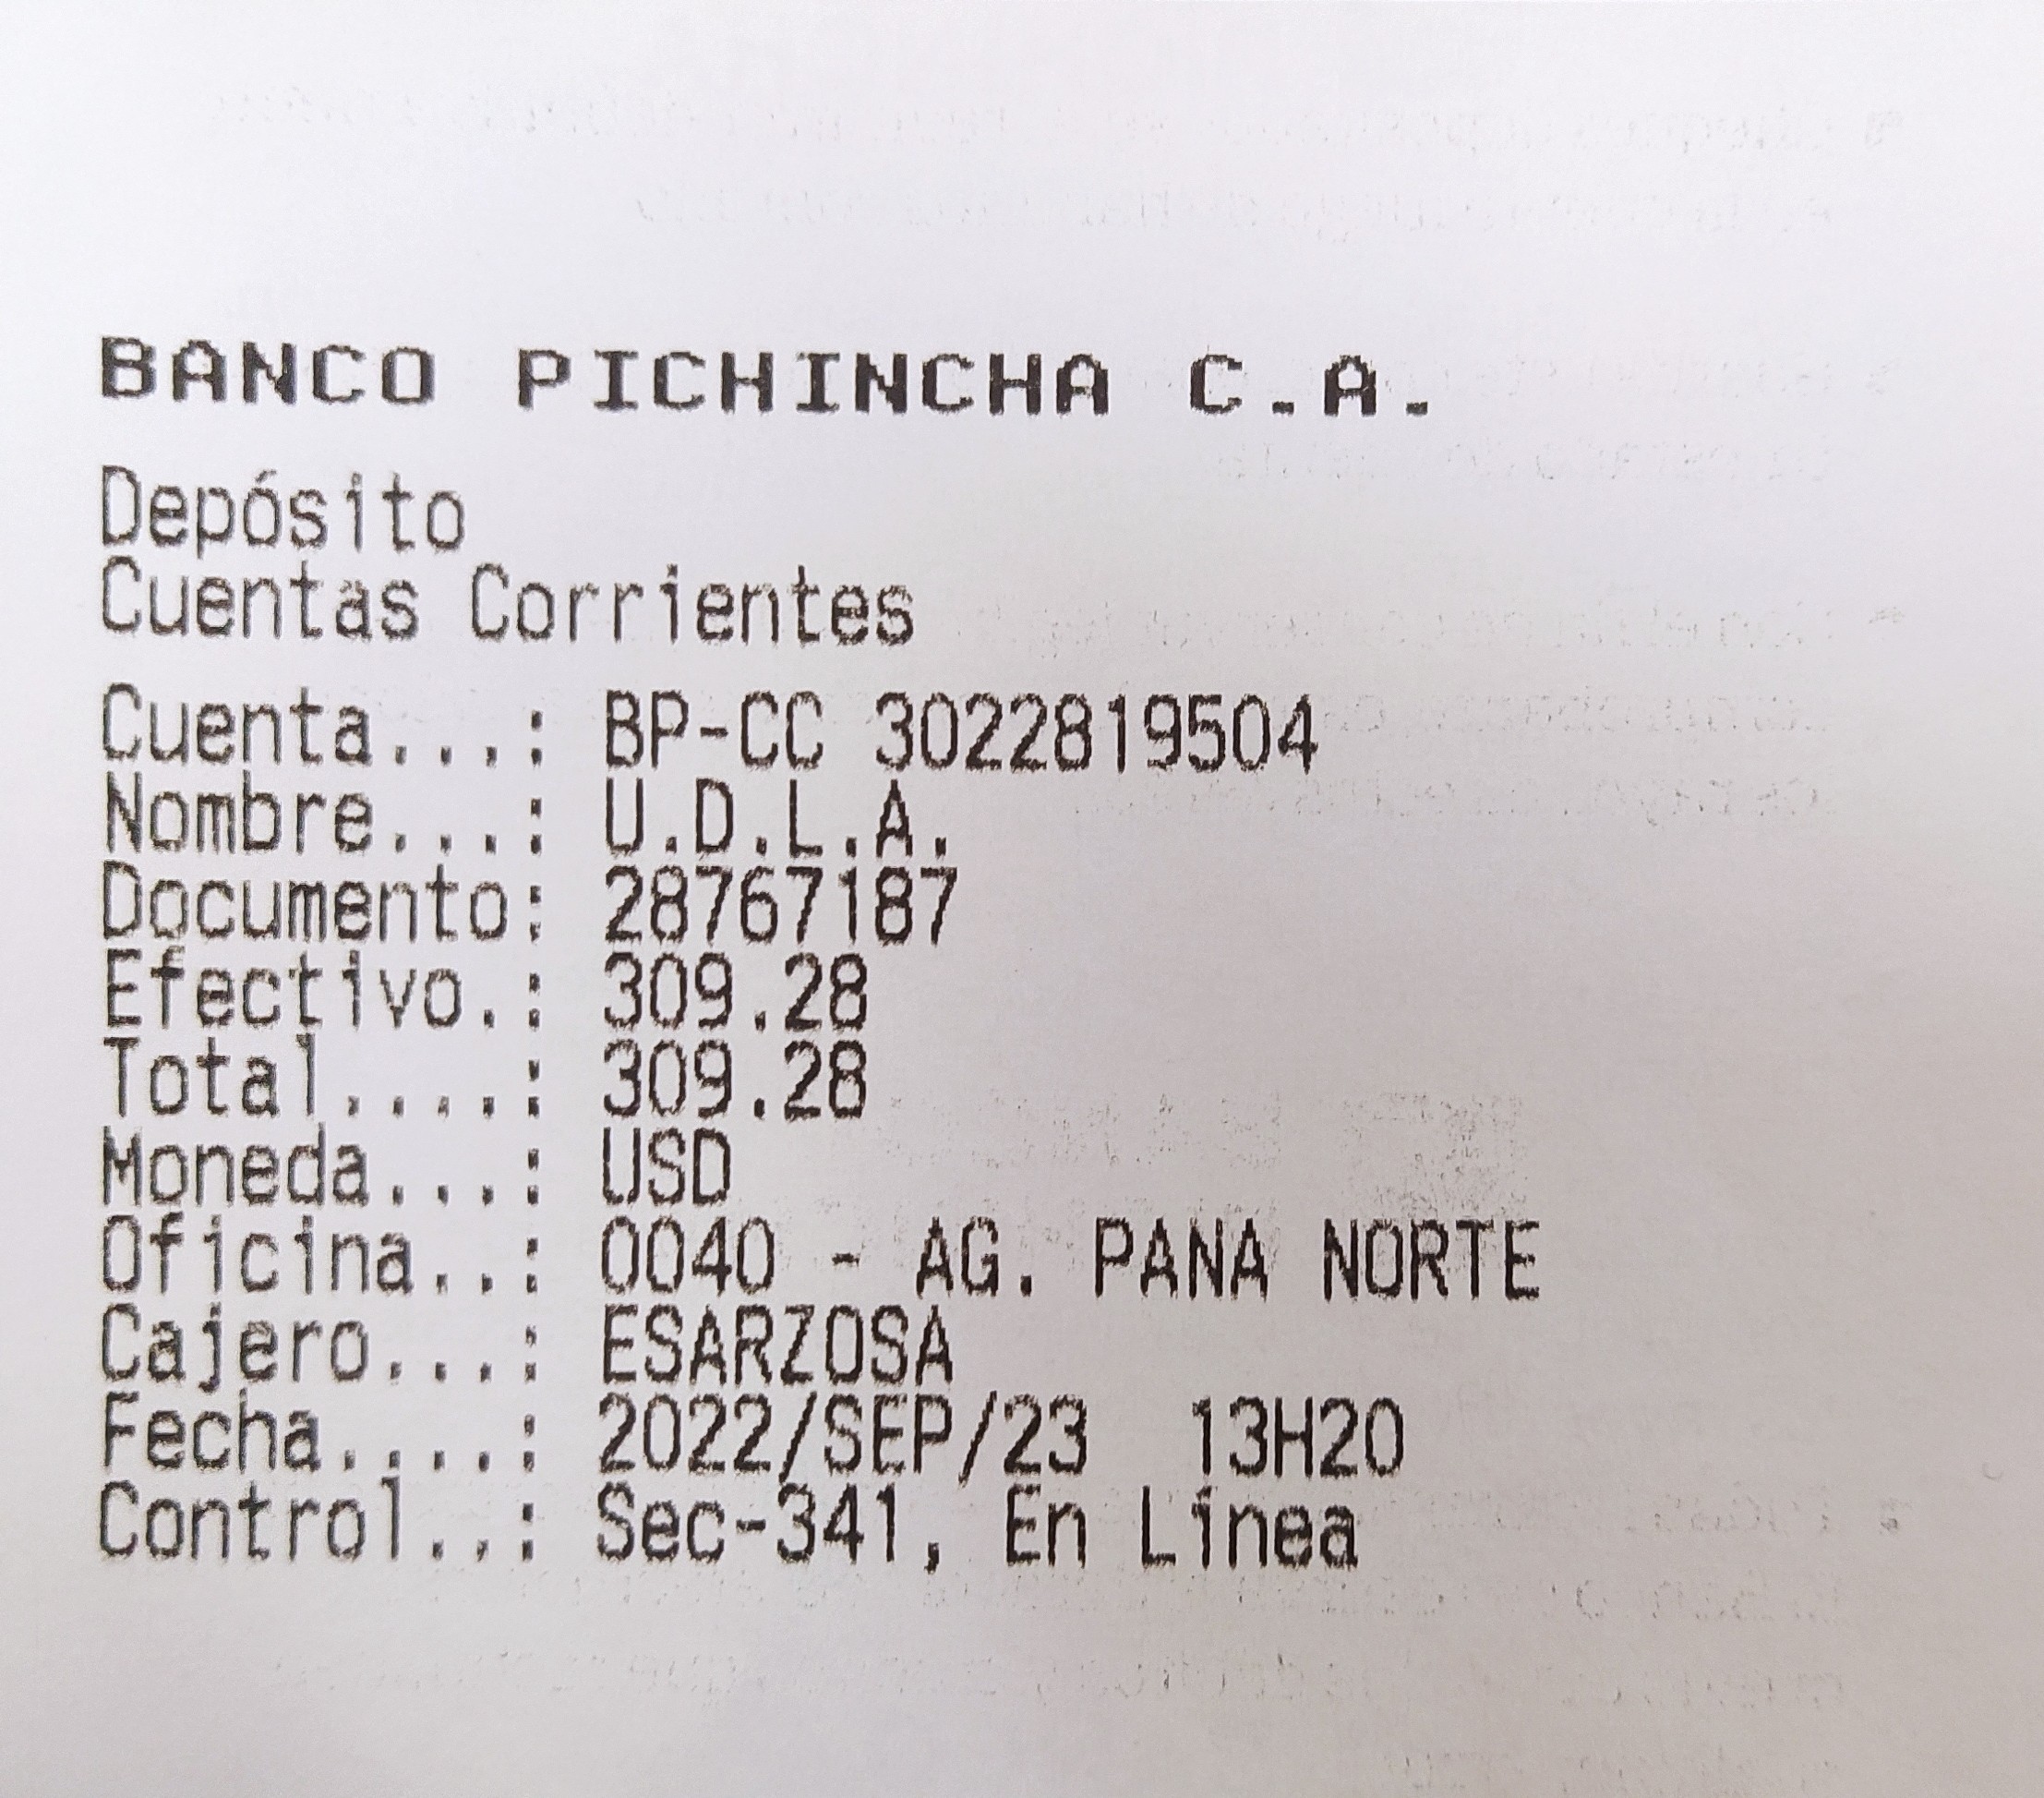 BANCO PICHINCHA C.A.
Depósito
Cuentas Corrientes
Cuenta...: BP-CC 3022819504
Nombre...: U.D.L.A.
Documento: 28767187
Efectivo.: 309.28
Total....: 309.28
Moneda...: USD
Oficina..: 0040 - AG. PANA NORTE
Cajero...: ESARZOSA
Fecha....: 2022/SEP/23 13H20
Control..: Sec-341, En Línea